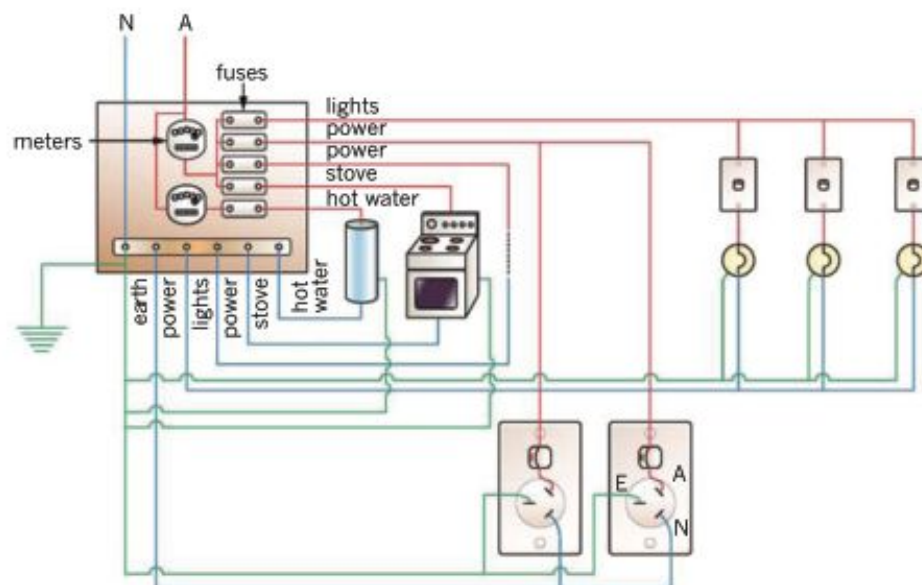 N
A
fuses
meters
lights
power
power
stove
hot water
earth
power
lights
power
stove
hot
water
E
A
N